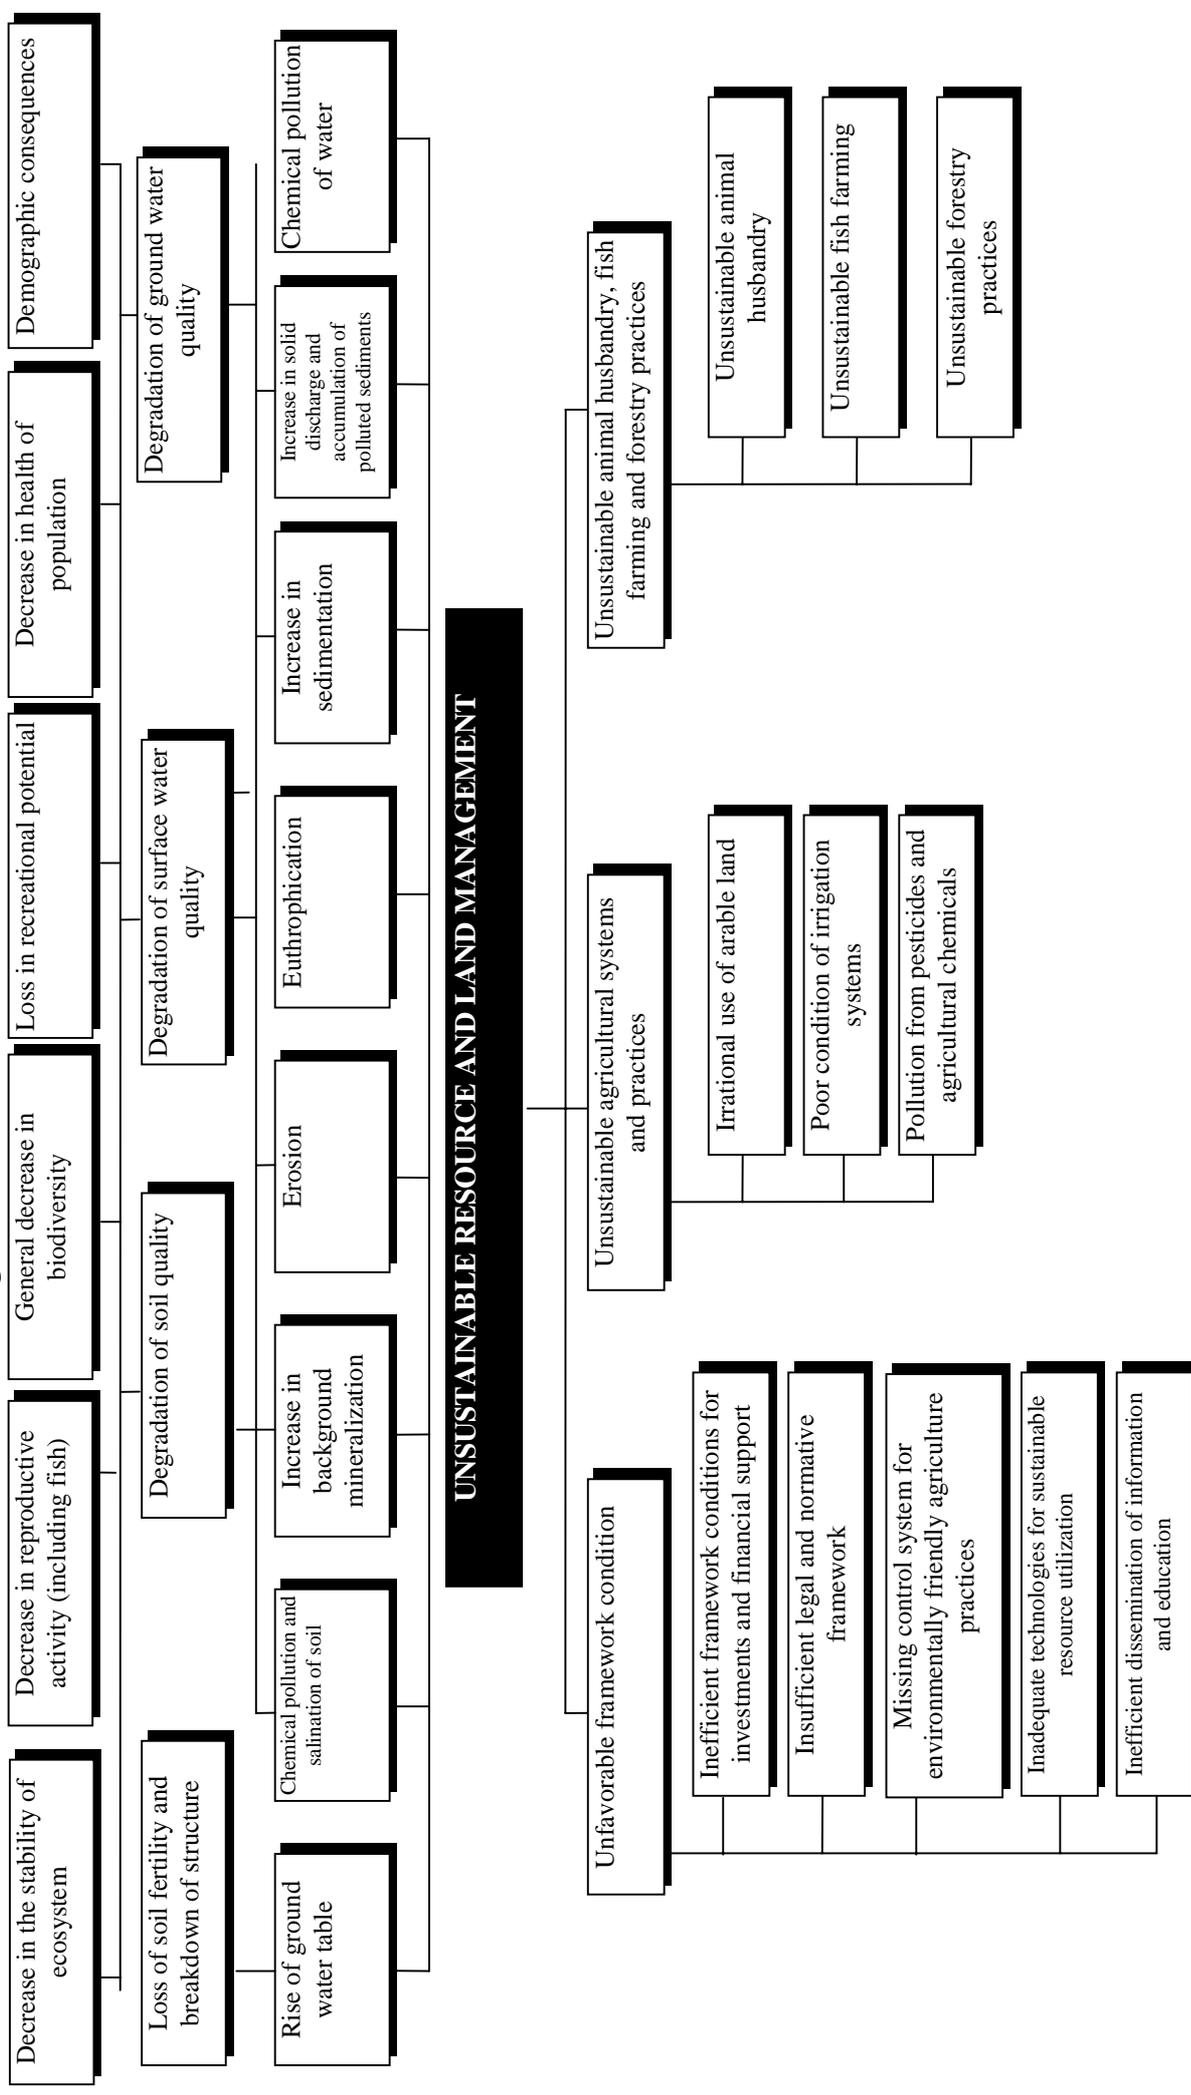 Decrease in the stability of
ecosystem
Decrease in reproductive
activity (including fish)
General decrease in
biodiversity
Loss in recreational potential
Decrease in health of
population
Demographic consequences
Loss of soil fertility and
breakdown of structure
Degradation of soil quality
Degradation of surface water
quality
Degradation of ground water
quality
Rise of ground
water table
Chemical pollution and
salination of soil
Increase in
background
mineralization
Erosion
Euthrophication
Increase in
sedimentation
Increase in solid
discharge and
accumulation of
polluted sediments
Chemical pollution
of water
UNSUSTAINABLE RESOURCE AND LAND MANAGEMENT
Unfavorable framework condition
Unsustainable agricultural systems
and practices
Unsustainable animal husbandry, fish
farming and forestry practices
Inefficient framework conditions for
investments and financial support
Insufficient legal and normative
framework
Missing control system for
environmentally friendly agriculture
practices
Inadequate technologies for sustainable
resource utilization
Inefficient dissemination of information
and education
Irrational use of arable land
Poor condition of irrigation
systems
Pollution from pesticides and
agricultural chemicals
Unsustainable animal
husbandry
Unsustainable fish farming
Unsustainable forestry
practices